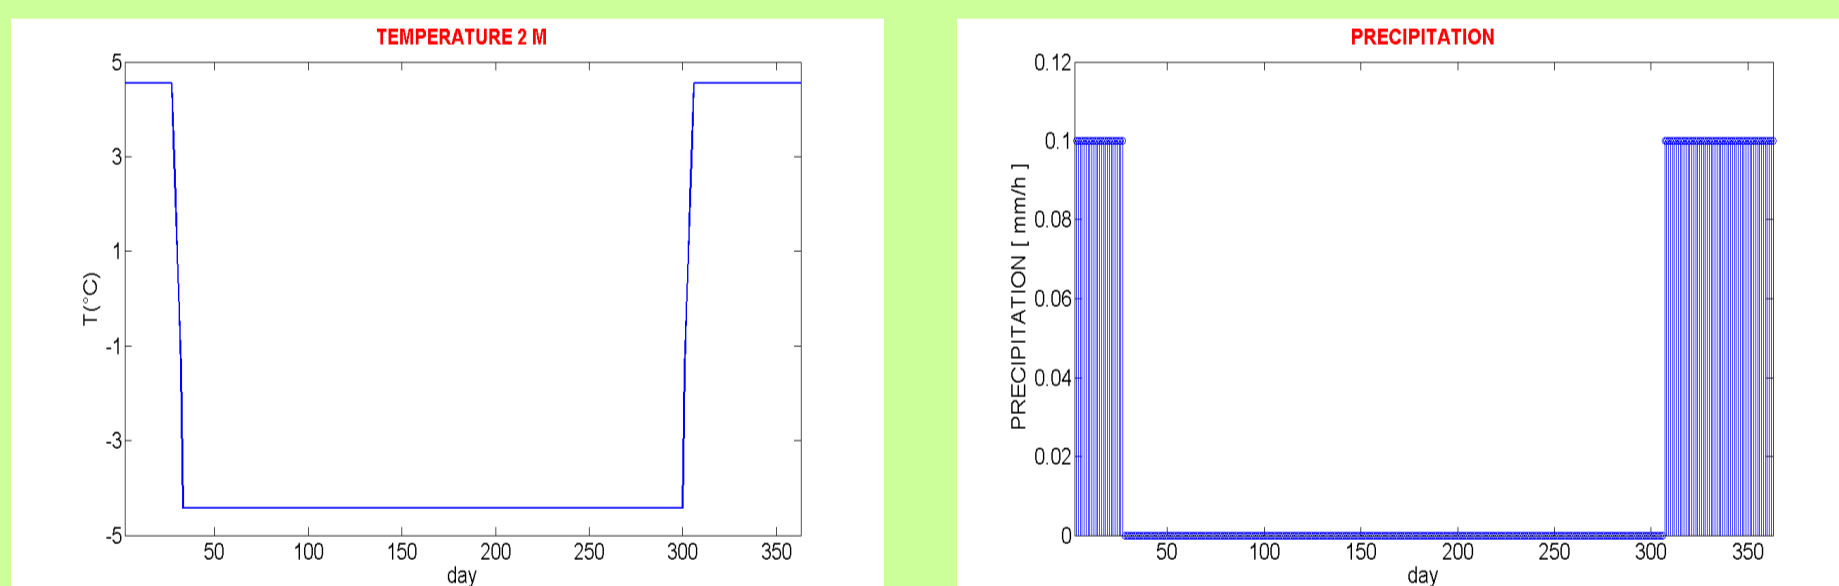 TEMPERATURE 2 M
5
3
1
-1
-3
-5
T(°C)
50 100 150 200 250 300 350
day
PRECIPITATION
0.12
0.1
0.08
0.06
0.04
0.02
0
PRECIPITATION [ mm/h ]
50 100 150 200 250 300 350
day